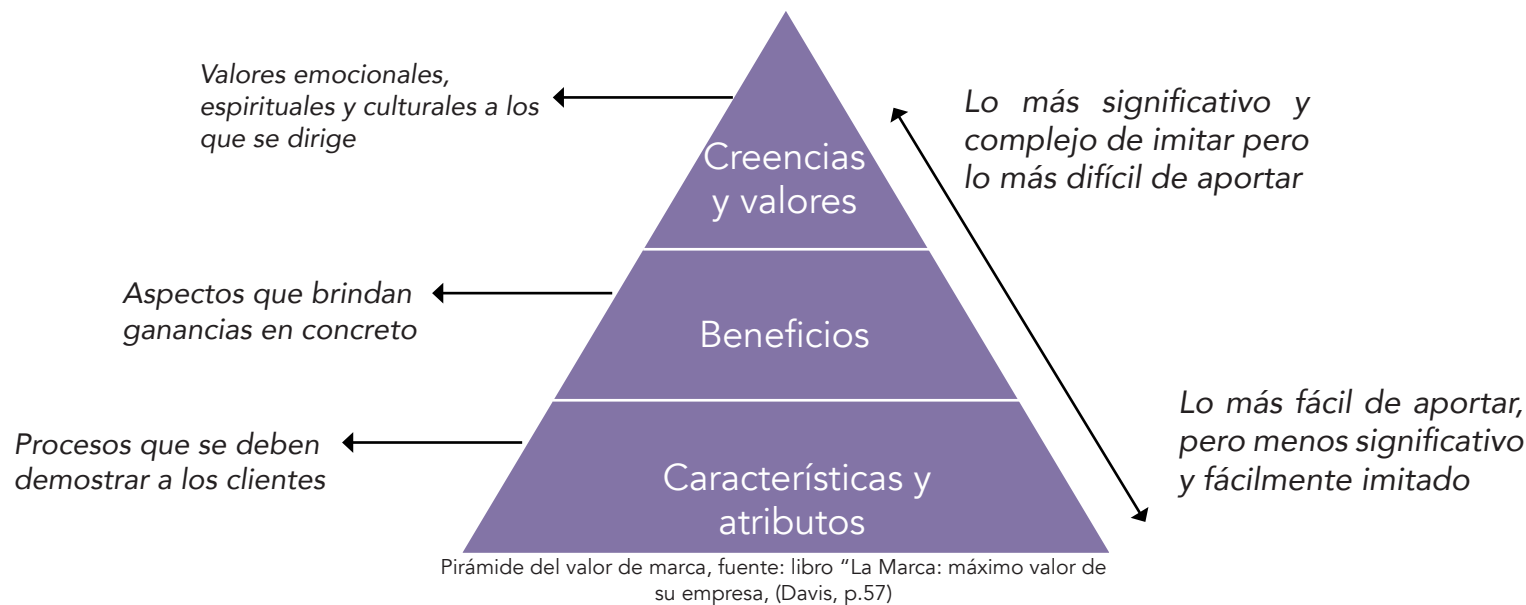 Valores emocionales,
espirituales y culturales a los
que se dirige
Creencias
y valores
Lo más significativo y
complejo de imitar pero
lo más difícil de aportar
Aspectos que brindan
ganancias en concreto
Beneficios
Procesos que se deben
demostrar a los clientes
Características y
atributos
Lo más fácil de aportar,
pero menos significativo
y fácilmente imitado
Pirámide del valor de marca, fuente: libro “La Marca: máximo valor de
su empresa, (Davis, p.57)